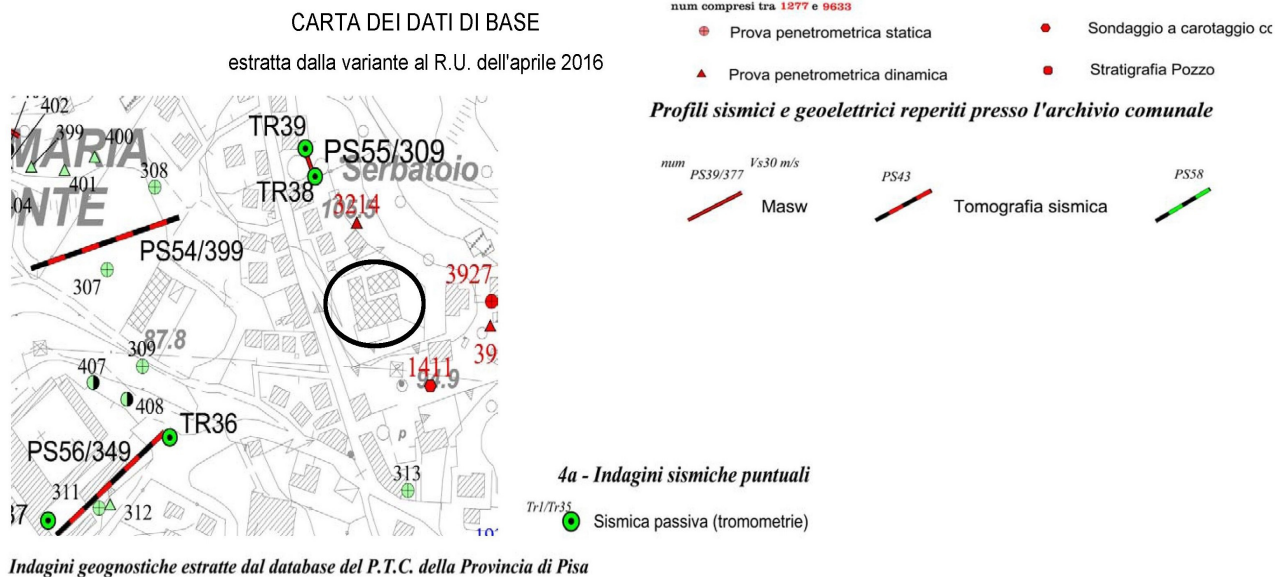 CARTA DEI DATI DI BASE
estratta dalla variante al R.U. dell'aprile 2016
num compresi tra 1277 e 9633
Prova penetrometrica statica
Sondaggio a carotaggio co
Prova penetrometrica dinamica
Stratigrafia Pozzo
Profili sismici e geoelettrici reperiti presso l'archivio comunale
num
PS39/377
Vs30 m/s
Masw
PS43
Tomografia sismica
PS58
402
399
400
401
308
MARIA
NTE
TR39
PS55/309
Serbatoio
TR38
3214
PS54/399
307
3927
87.8
309
39
407
408
1411
94.9
TR36
PS56/349
p
313
311
312
37
4a - Indagini sismiche puntuali
Tr1/Tr35
Sismica passiva (tromometrie)
Indagini geognostiche estratte dal database del P.T.C. della Provincia di Pisa